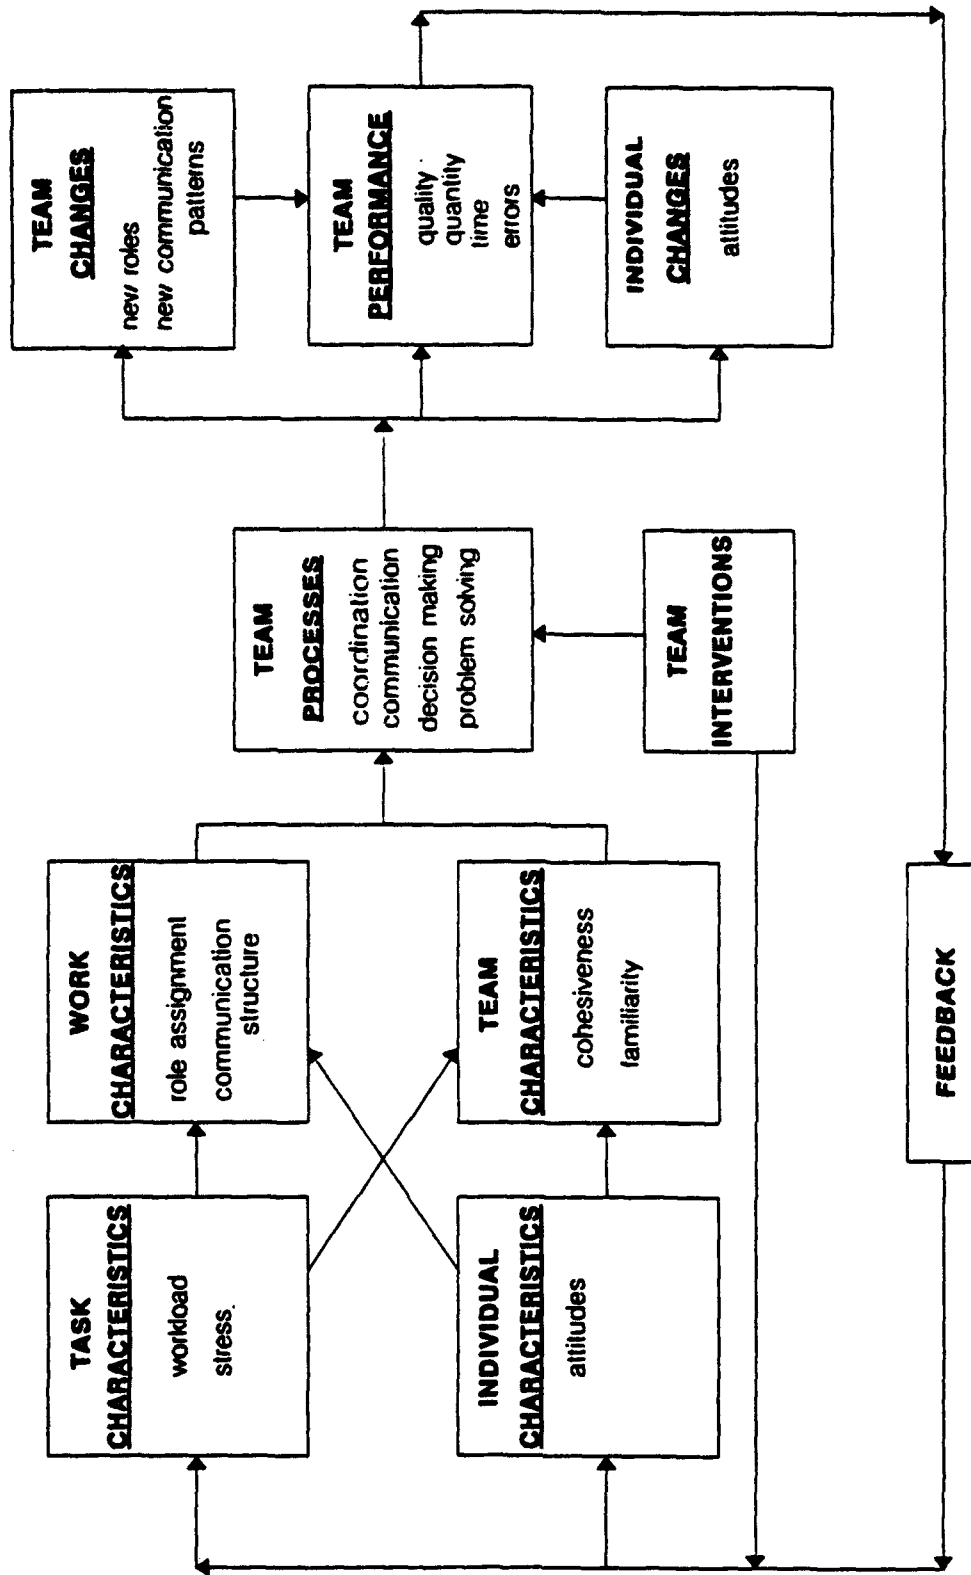 TASK
CHARACTERISTICS
workload
stress
WORK
CHARACTERISTICS
role assignment
communication
structure
INDIVIDUAL
CHARACTERISTICS
attitudes
TEAM
CHARACTERISTICS
cohesiveness
familiarity
TEAM
PROCESSES
coordination
communication
decision making
problem solving
TEAM
INTERVENTIONS
TEAM
CHANGES
new roles
new communication
patterns
TEAM
PERFORMANCE
quality
quantity
time
errors
INDIVIDUAL
CHANGES
attitudes
FEEDBACK